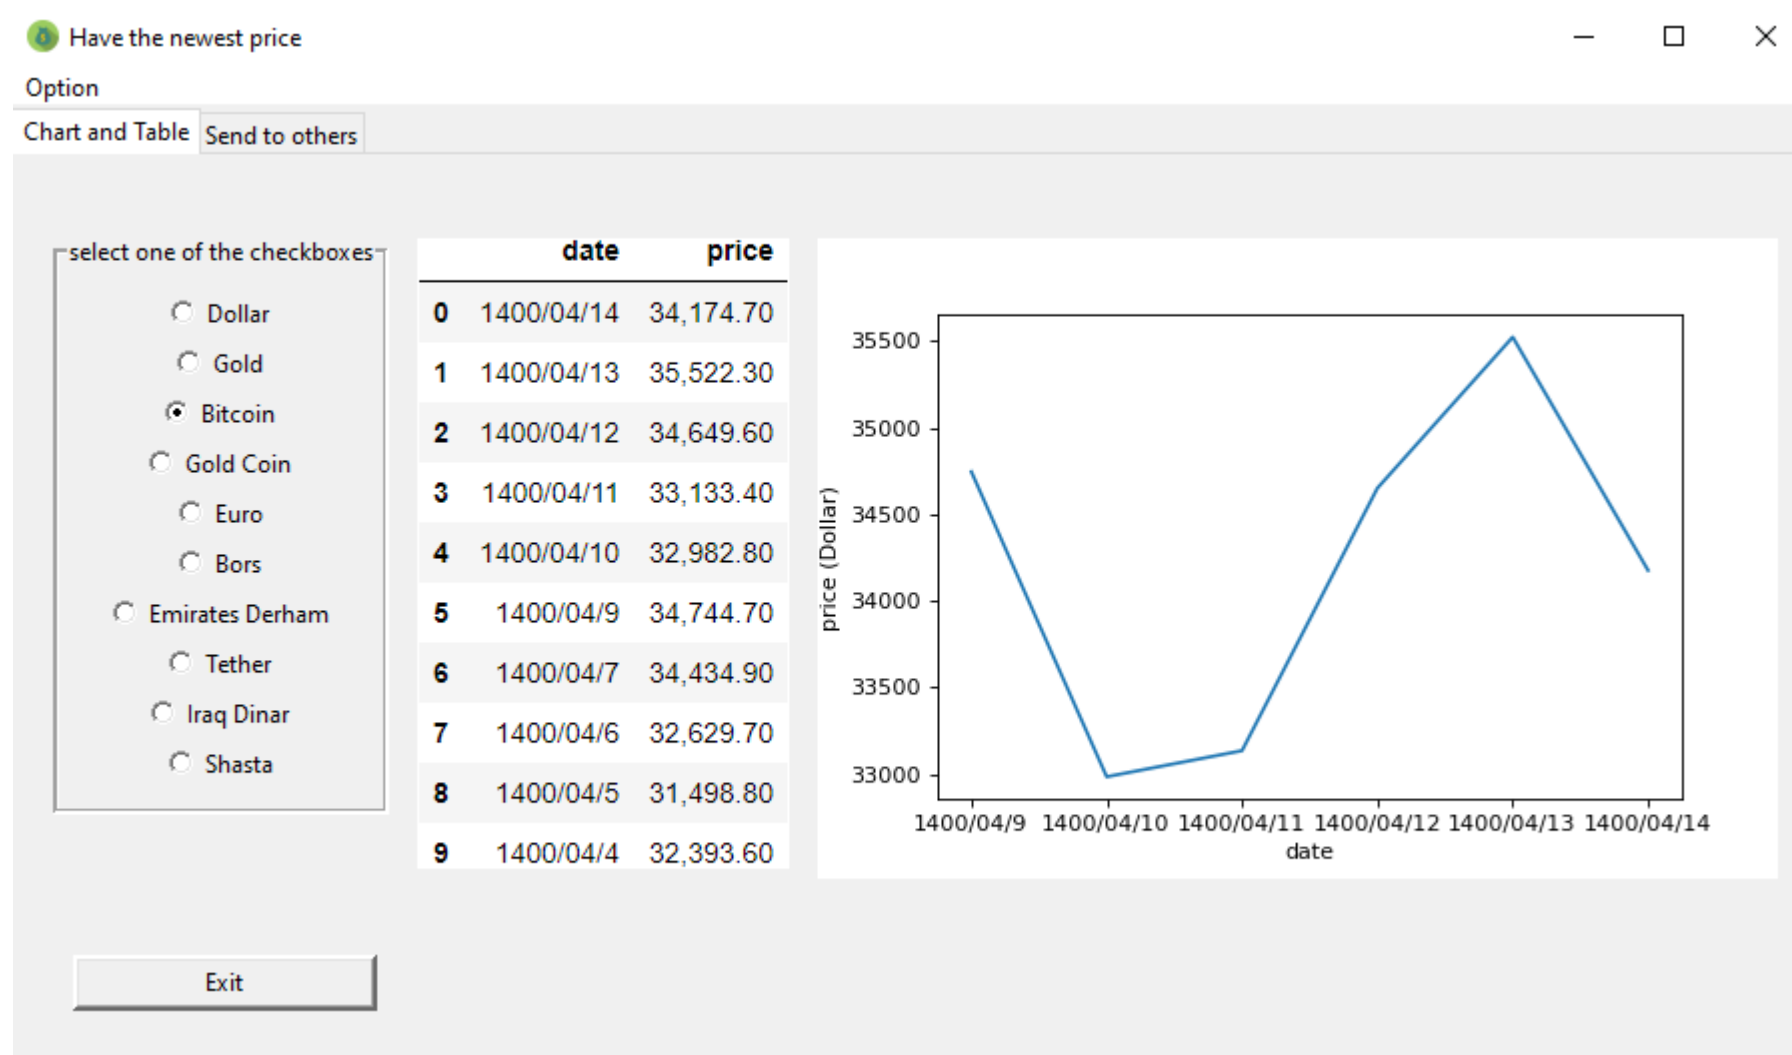 Have the newest price
Option
Chart and Table
Send to others
select one of the checkboxes
Dollar
Gold
Bitcoin
Gold Coin
Euro
Bors
Emirates Derham
Tether
Iraq Dinar
Shasta
Exit
date price
0 1400/04/14 34,174.70
1 1400/04/13 35,522.30
2 1400/04/12 34,649.60
3 1400/04/11 33,133.40
4 1400/04/10 32,982.80
5 1400/04/9 34,744.70
6 1400/04/7 34,434.90
7 1400/04/6 32,629.70
8 1400/04/5 31,498.80
9 1400/04/4 32,393.60
price (Dollar)
35500
35000
34500
34000
33500
33000
1400/04/9 1400/04/10 1400/04/11 1400/04/12 1400/04/13 1400/04/14
date